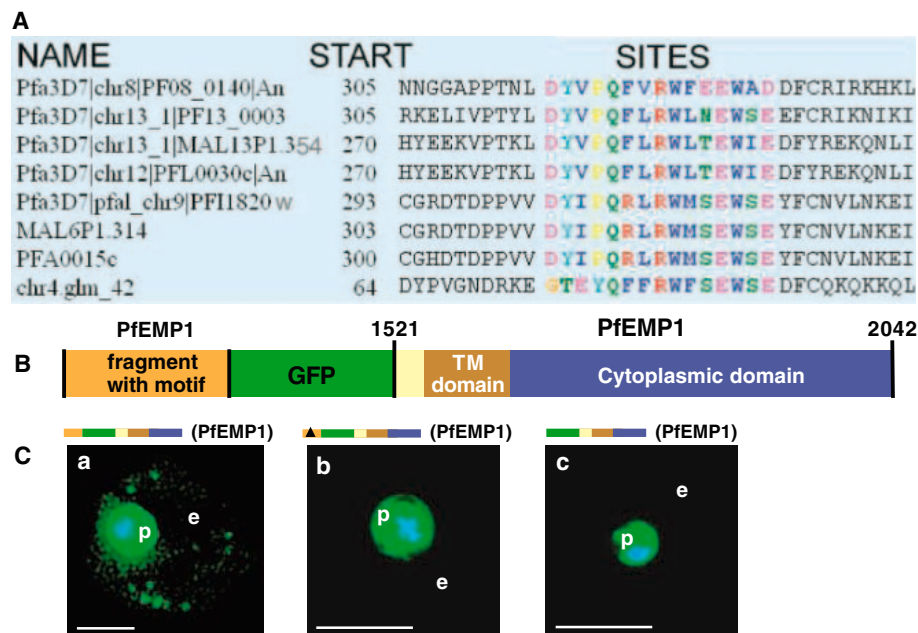 A
NAME START SITES
Pfa3D7|chr8|PF08_0140|An 305 NNGGAPPTNL DYVPQFVRWFEEWAD DFCRIRKHKL
Pfa3D7|chr13_1|PF13_0003 305 RKELIVPTYL DYVPQFLRWLNEWSE EFCRIKNIKI
Pfa3D7|chr13_1|MAL13P1.354 270 HYEEKVPTKL DYVPQFLRWLTEWIE DFYREKQNLI
Pfa3D7|chr12|PFL0030c|An 270 HYEEKVPTKL DYVPQFLRWLTEWIE DFYREKQNLI
Pfa3D7|pfal_chr9|PFI1820w 293 CGRDTDPPVV DYIPQRLRWMSEWSE YFCNVLNKEI
MAL6P1.314 303 CGRDTDPPVV DYIPQRLRWMSEWSE YFCNVLNKEI
PFA0015c 300 CGHDTDPPVV DYIPQRLRWMSEWSE YFCNVLNKEI
chr4.glm_42 64 DYPVGNDRKE GTEYQFFRWFSEWSE DFCQKQKKQL
PfEMP1 1521 PfEMP1 2042
B fragment with motif GFP TM domain Cytoplasmic domain
(PfEMP1) (PfEMP1) (PfEMP1)
C a b c
p e p e p e